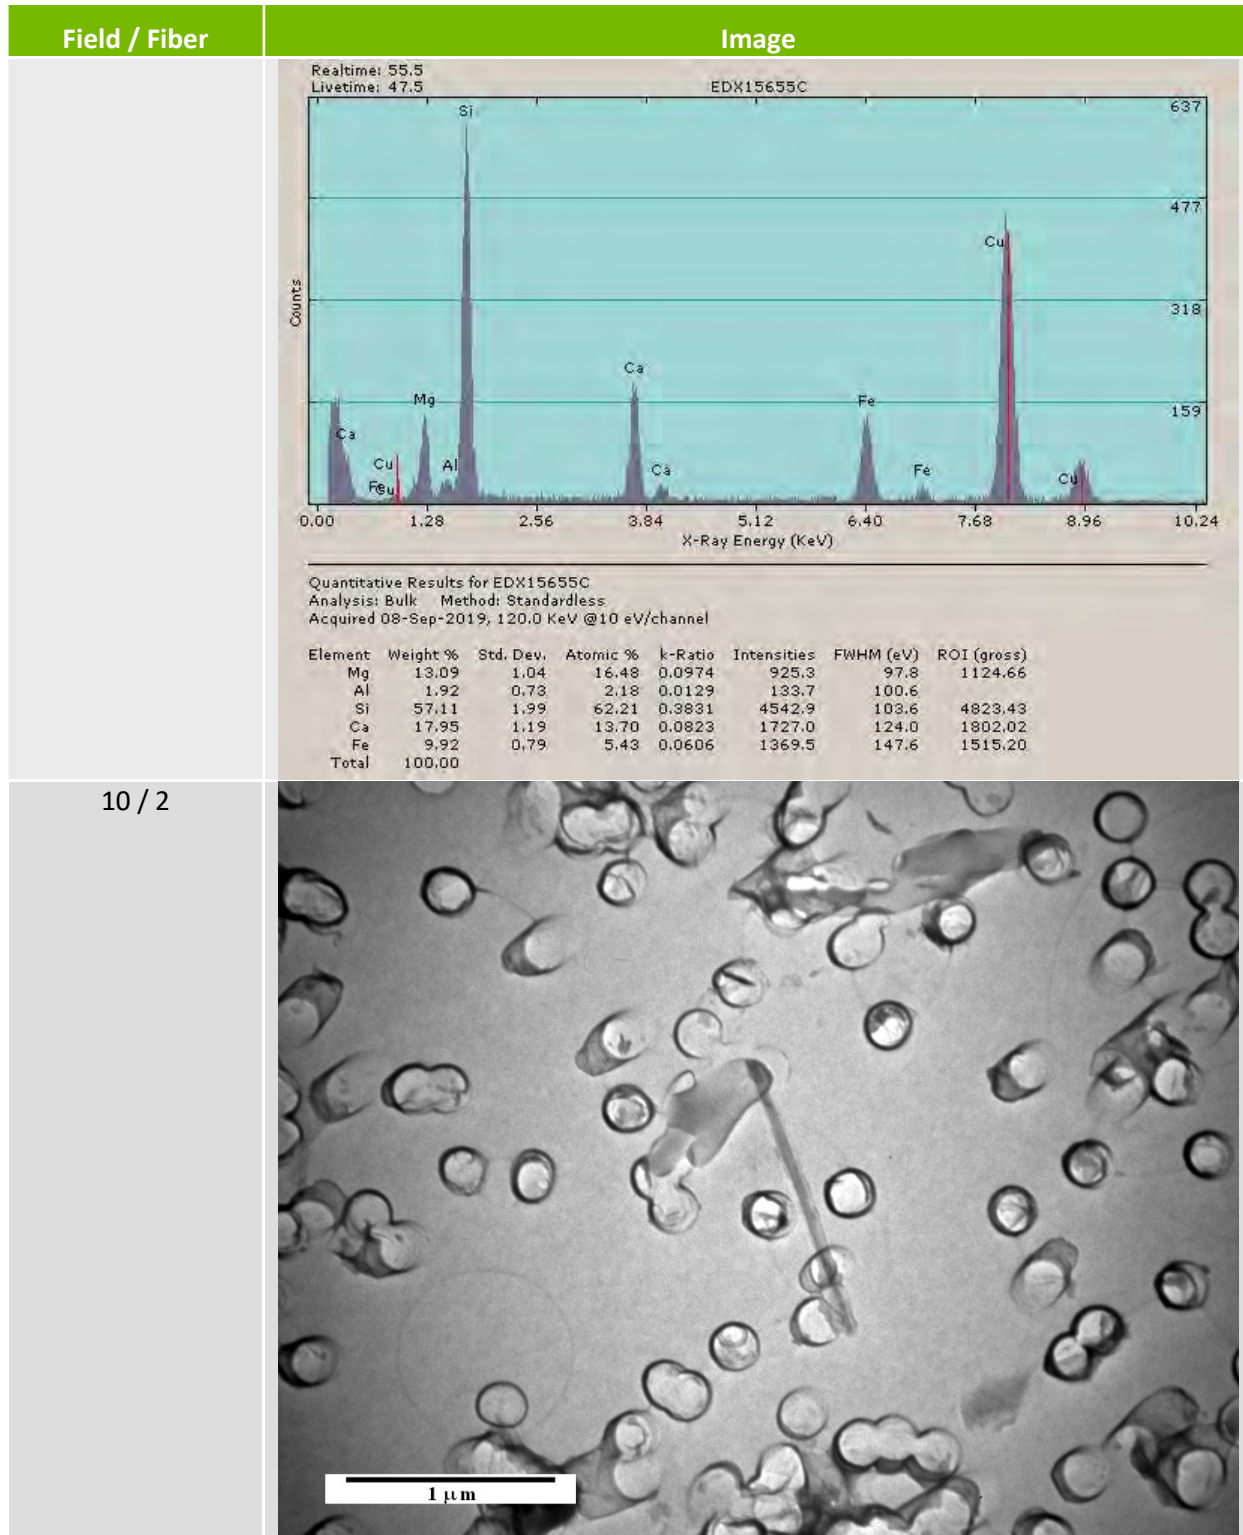 Field / Fiber Image
Realtime: 55.5
Livetime: 47.5 EDX15655C
637
Si
477
Cu
318
Counts
Ca
Mg Fe
159
Ca
Cu Al Ca Fe
Fe Cu Cu
0.00 1.28 2.56 3.84 5.12 6.40 7.68 8.96 10.24
X-Ray Energy (KeV)
Quantitative Results for EDX15655C
Analysis: Bulk Method: Standardless
Acquired 08-Sep-2019, 120.0 KeV @10 eV/channel
Element Weight % Std. Dev. Atomic % k-Ratio Intensities FWHM (eV) ROI (gross)
Mg 13.09 1.04 16.48 0.0974 925.3 97.8 1124.66
Al 1.92 0.73 2.18 0.0129 133.7 100.6
Si 57.11 1.99 62.21 0.3831 4542.9 103.6 4823.43
Ca 17.95 1.19 13.70 0.0823 1727.0 124.0 1802.02
Fe 9.92 0.79 5.43 0.0606 1369.5 147.6 1515.20
Total 100.00
10 / 2
1 μm